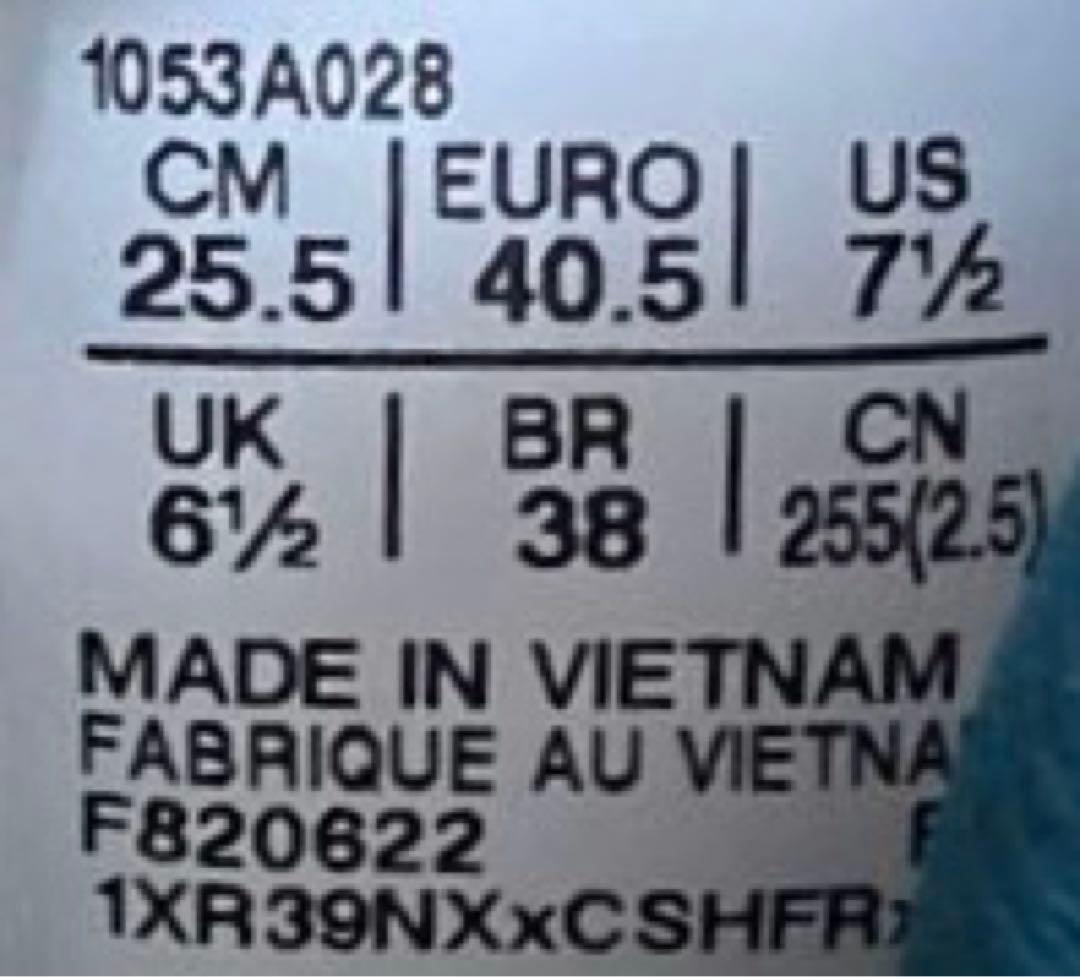 1053A028
CM | EURO | US
25.5 | 40.5 | 7½
UK | BR | CN
6½ | 38 | 255(2.5)
MADE IN VIETNAM
FABRIQUE AU VIETNA
F820622 F
1XR39NXxCSHFR